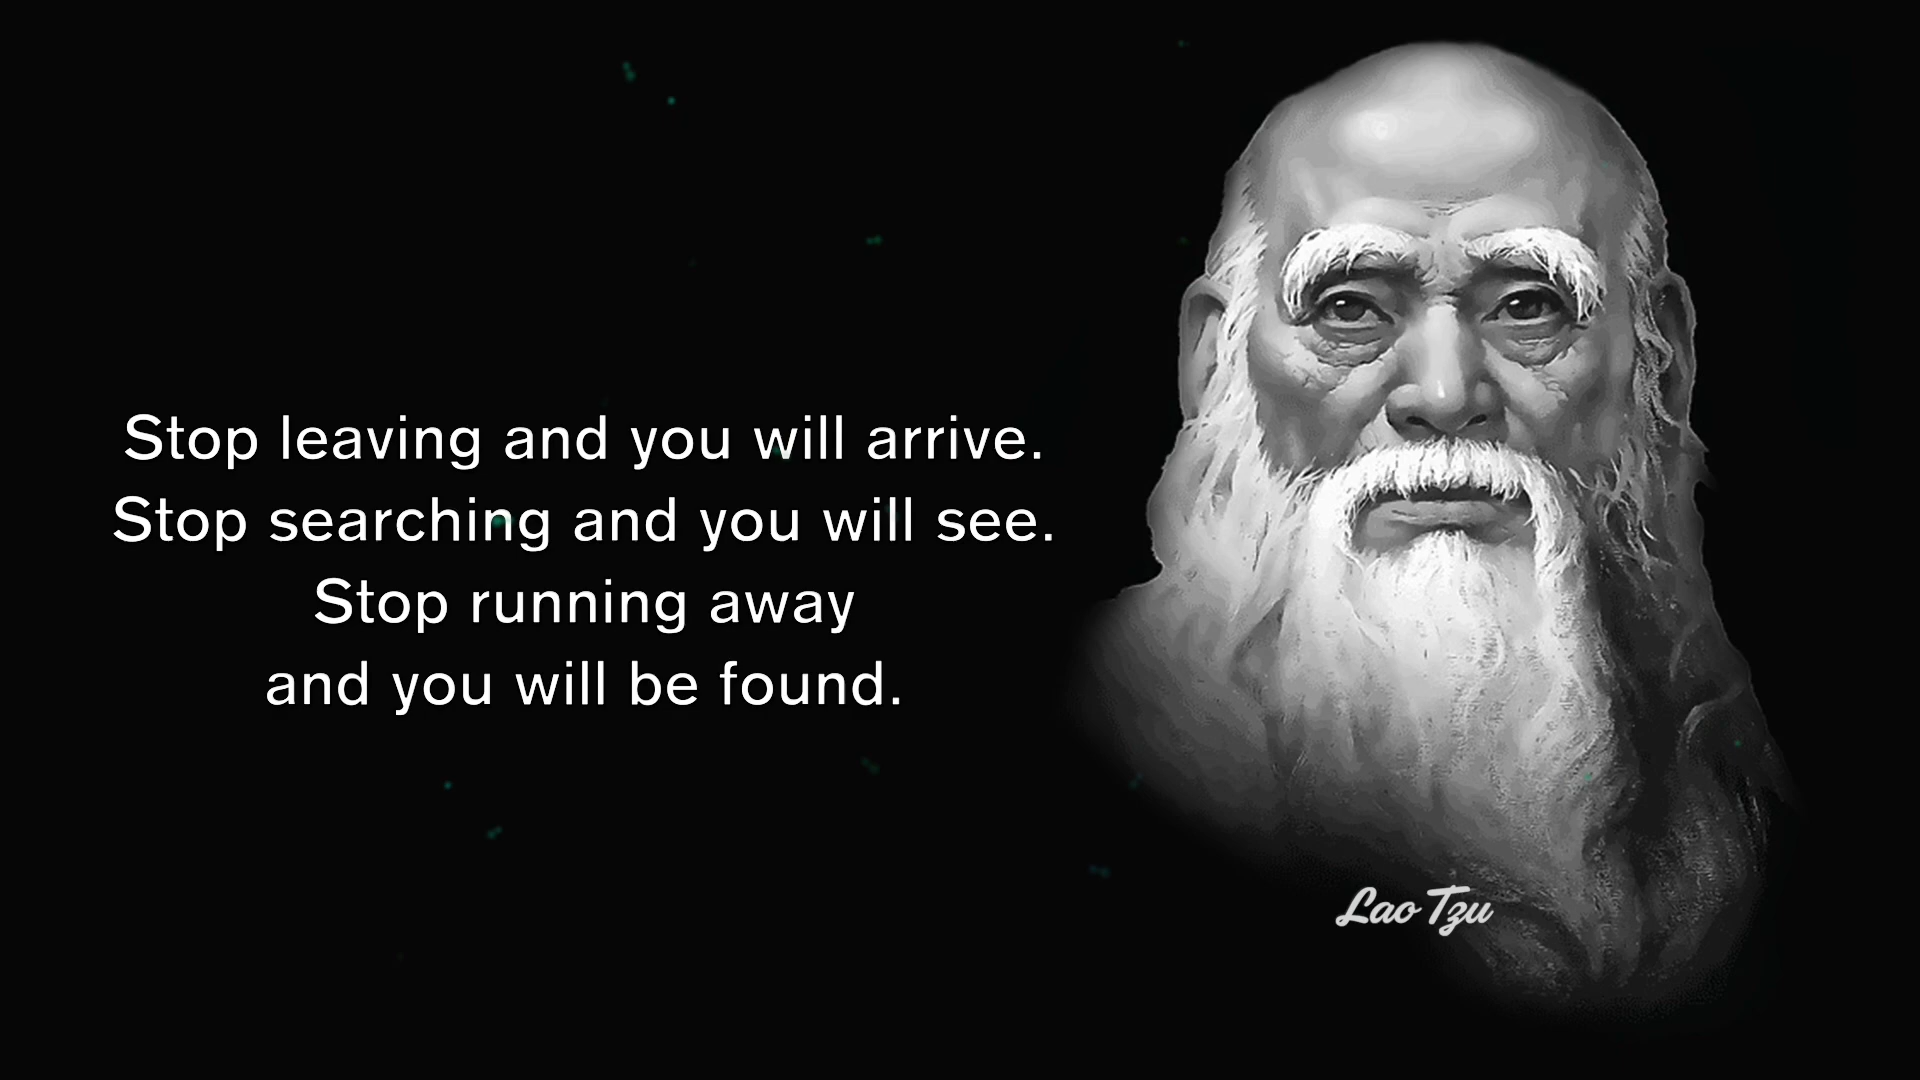 Stop leaving and you will arrive.
Stop searching and you will see.
Stop running away
and you will be found.
Lao Tzu